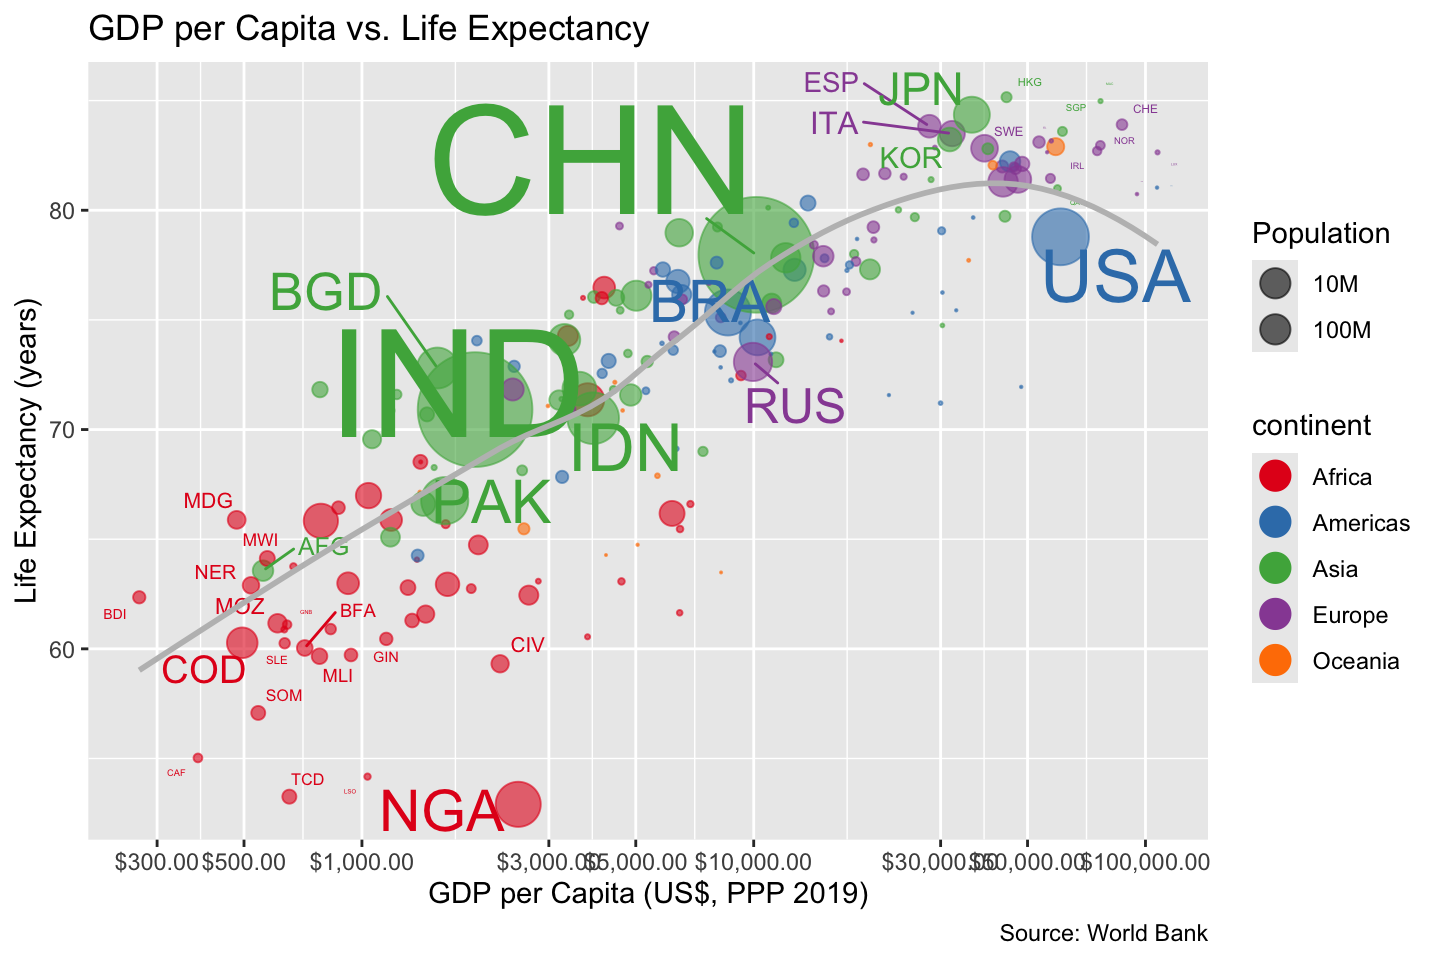 GDP per Capita vs. Life Expectancy
Life Expectancy (years)
80
70
60
ESP
JPN
HKG
ITA
SGP
CHE
CHN
SWE
NOR
KOR
IRL
BGD
USA
BRA
IND
RUS
IDN
PAK
MDG
MWI
AFG
NER
MOZ
GNB
BFA
BDI
CIV
SLE
GIN
COD
MLI
SOM
CAF
TCD
LSO
NGA
$300.00
$500.00
$1,000.00
$3,000.00
$5,000.00
$10,000.00
$30,000.00
$50,000.00
$100,000.00
GDP per Capita (US$, PPP 2019)
Source: World Bank
Population
10M
100M
continent
Africa
Americas
Asia
Europe
Oceania